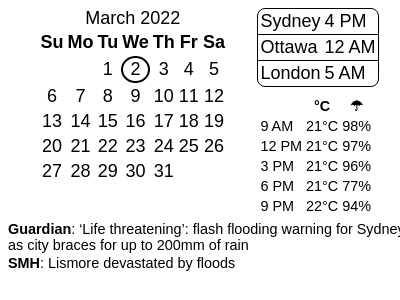 March 2022
Su Mo Tu We Th Fr Sa
1 2 3 4 5
6 7 8 9 10 11 12
13 14 15 16 17 18 19
20 21 22 23 24 25 26
27 28 29 30 31
Sydney 4 PM
Ottawa 12 AM
London 5 AM
°C ☂
9 AM 21°C 98%
12 PM 21°C 97%
3 PM 21°C 96%
6 PM 21°C 77%
9 PM 22°C 94%
Guardian: ‘Life threatening’: flash flooding warning for Sydney
as city braces for up to 200mm of rain
SMH: Lismore devastated by floods